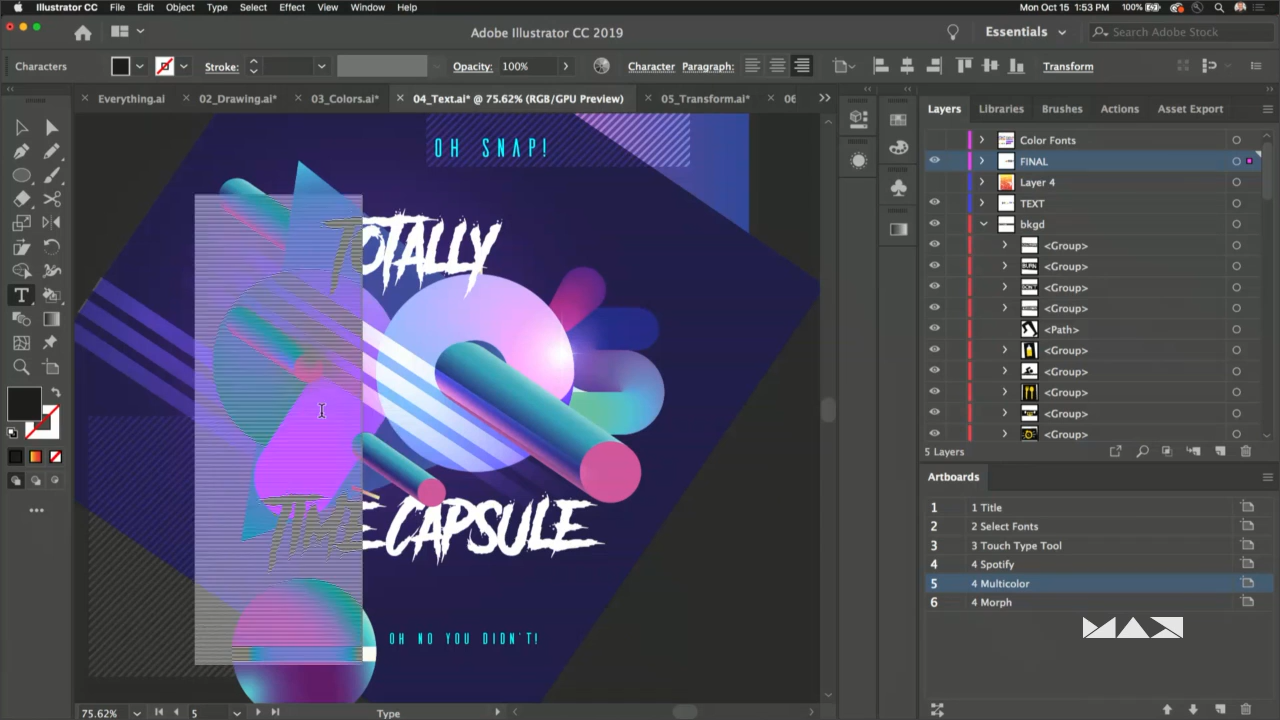 Illustrator CC File Edit Object Type Select Effect View Window Help 100% Mon Oct 15 1:53 PM
Adobe Illustrator CC 2019 Essentials Search Adobe Stock
Characters Stroke: Opacity: 100% Character Paragraph: Transform
Everything.ai 02_Drawing.ai* 03_Colors.ai* 04_Text.ai* @ 75.62% (RGB/GPU Preview) 05_Transform.ai* 06
OH SNAP!
TOTALLY
TIME CAPSULE
OH NO YOU DIDN'T!
Layers Libraries Brushes Actions Asset Export
Color Fonts
FINAL
Layer 4
TEXT
bkgd
<Group>
<Group>
<Group>
<Group>
<Path>
<Group>
<Group>
<Group>
<Group>
<Group>
5 Layers
Artboards
1 1 Title
2 2 Select Fonts
3 3 Touch Type Tool
4 4 Spotify
5 4 Multicolor
6 4 Morph
MAX
75.62% 5 Type